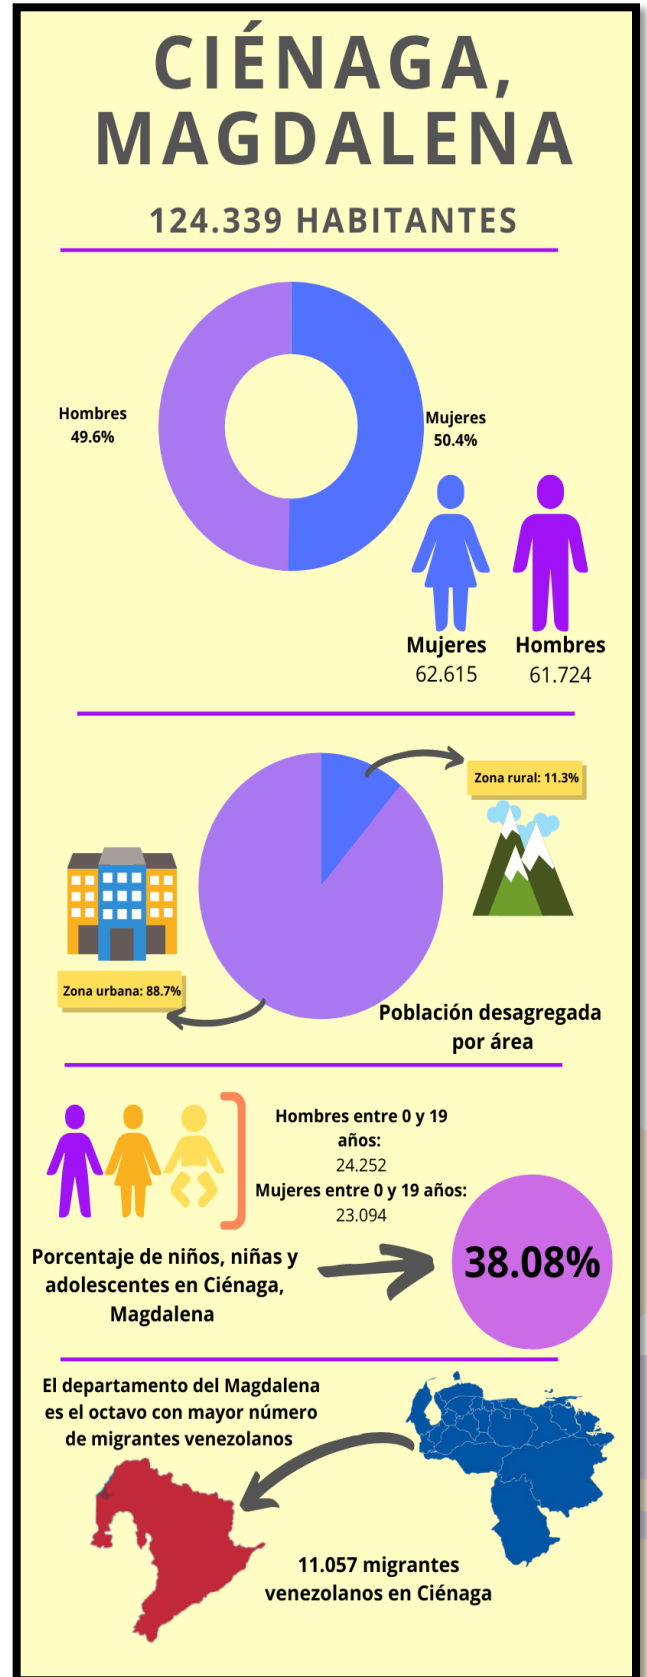 CIÉNAGA,
MAGDALENA
124.339 HABITANTES
Hombres
49.6%
Mujeres
50.4%
Mujeres
62.615
Hombres
61.724
Zona rural: 11.3%
Zona urbana: 88.7%
Población desagregada
por área
Hombres entre 0 y 19
años:
24.252
Mujeres entre 0 y 19 años:
23.094
Porcentaje de niños, niñas y
adolescentes en Ciénaga,
Magdalena
38.08%
El departamento del Magdalena
es el octavo con mayor número
de migrantes venezolanos
11.057 migrantes
venezolanos en Ciénaga